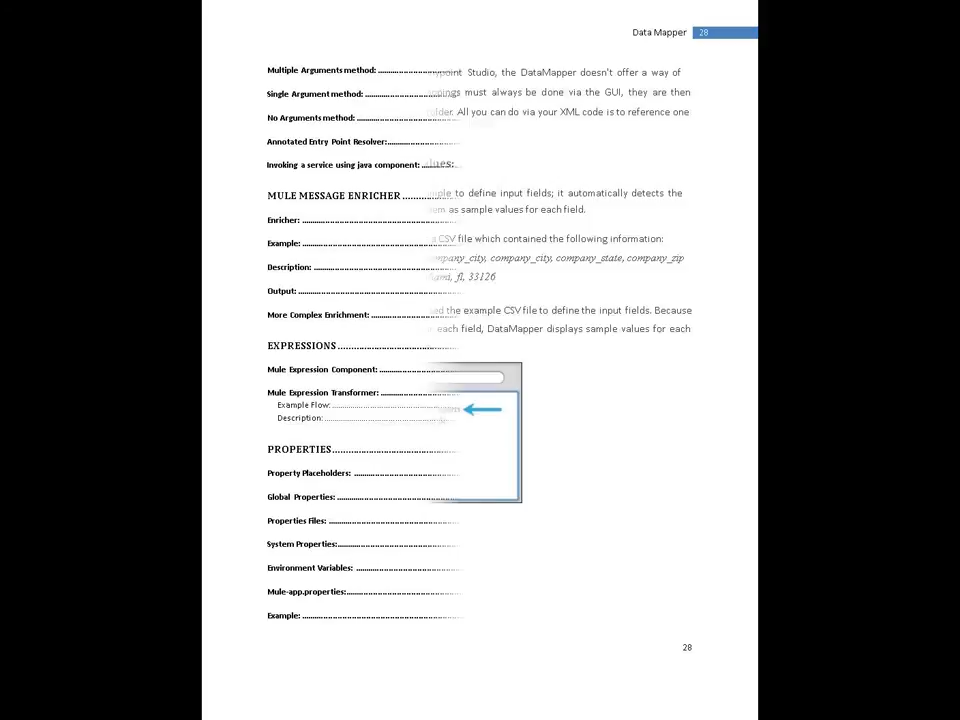 Data Mapper 28
Multiple Arguments method: ..................
point Studio, the DataMapper doesn't offer a way of
Single Argument method: ......................
must always be done via the GUI, they are then
No Arguments method: .........................
All you can do via your XML code is to reference one
Annotated Entry Point Resolver:...............
Invoking a service using java component: .........
MULE MESSAGE ENRICHER ..............
to define input fields; it automatically detects the
as sample values for each field.
Enricher: ...........................................
CSV file which contained the following information:
Example: ...........................................
company_city, company_state, company_zip
Description: ........................................
fl, 33126
Output: .............................................
the example CSV file to define the input fields. Because
More Complex Enrichment: ....................
each field, DataMapper displays sample values for each
EXPRESSIONS ...............................
Mule Expression Component: ..................
Mule Expression Transformer: ..................
Example Flow: ...................................
Description: .....................................
PROPERTIES .................................
Property Placeholders: ..........................
Global Properties: ...............................
Properties Files: .................................
System Properties:...............................
Environment Variables: ..........................
Mule-app.properties:.............................
Example: ..........................................
28